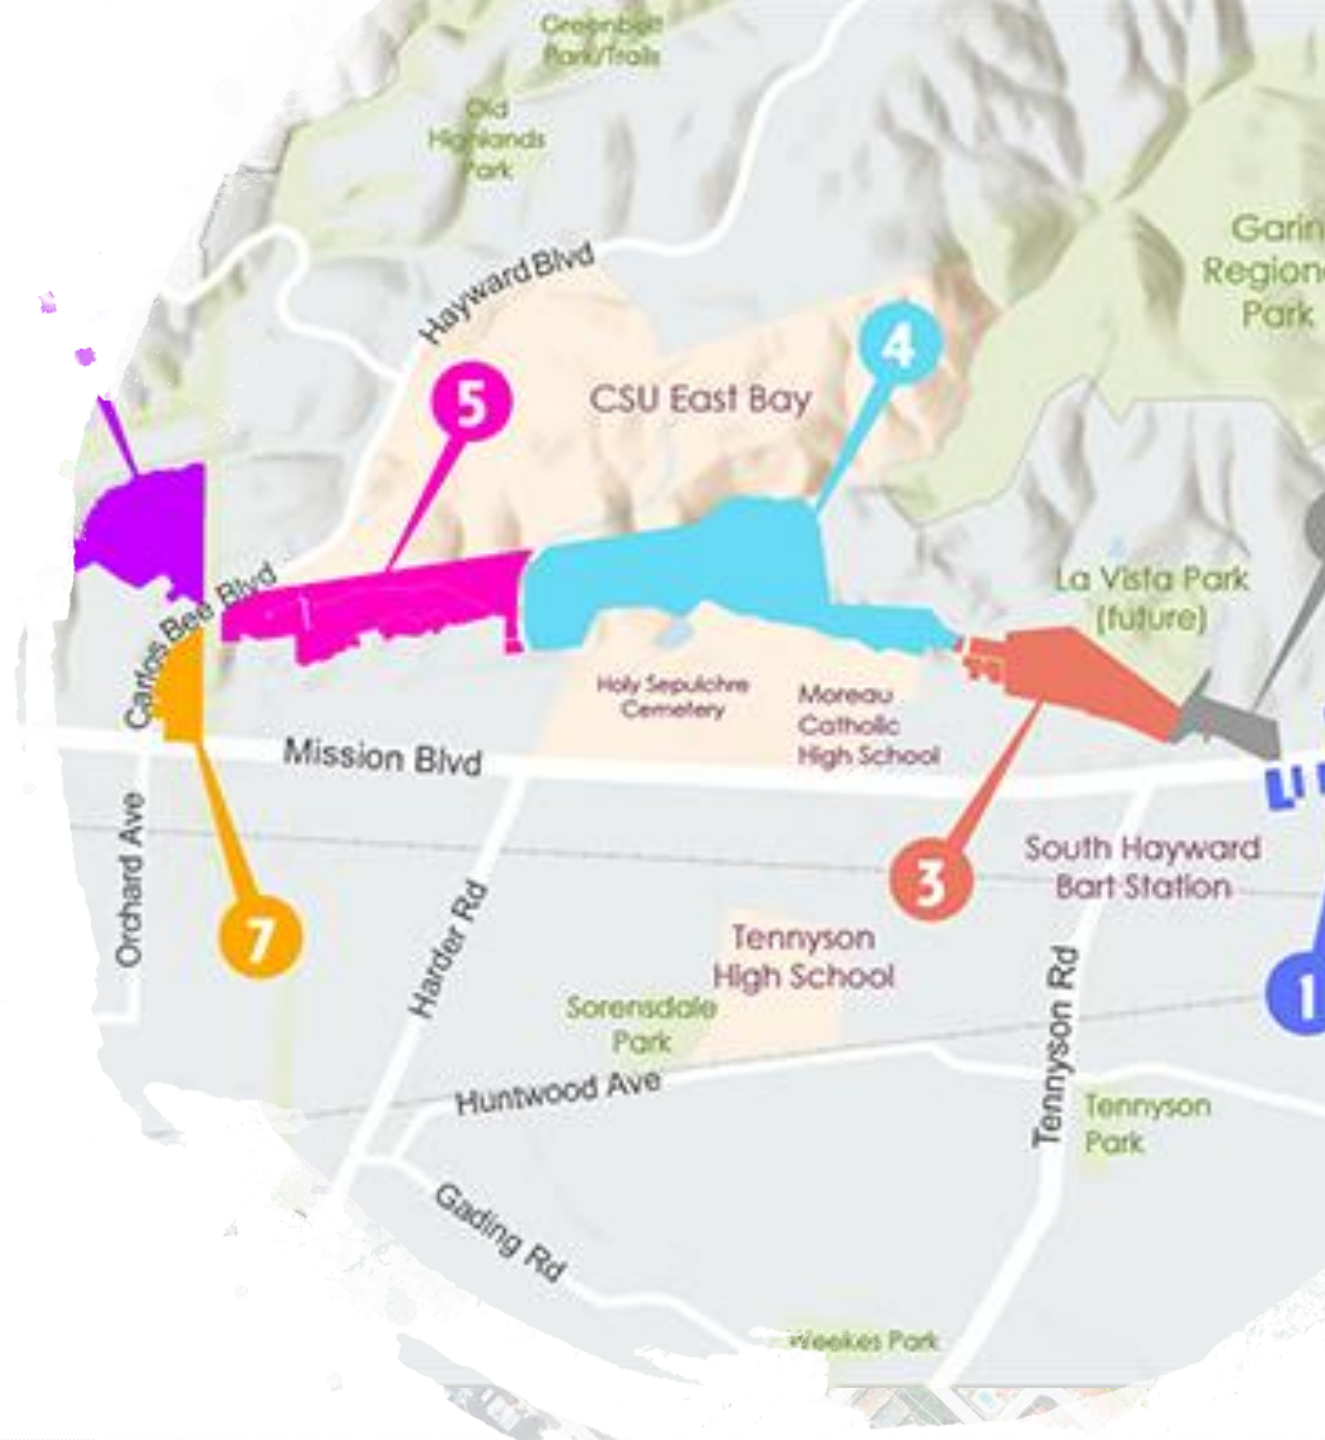 Greenbelt
Park/Trails
Old
Highlands
Park
Garin
Region
Park
Hayward Blvd
4
5
CSU East Bay
Carlos Bee Blvd
La Vista Park
(future)
Holy Sepulchre
Cemetery
Moreau
Catholic
High School
Mission Blvd
Orchard Ave
Harder Rd
3
South Hayward
Bart Station
7
Tennyson
High School
Tennyson Rd
1
Sorensdale
Park
Huntwood Ave
Tennyson
Park
Gading Rd
Weekes Park